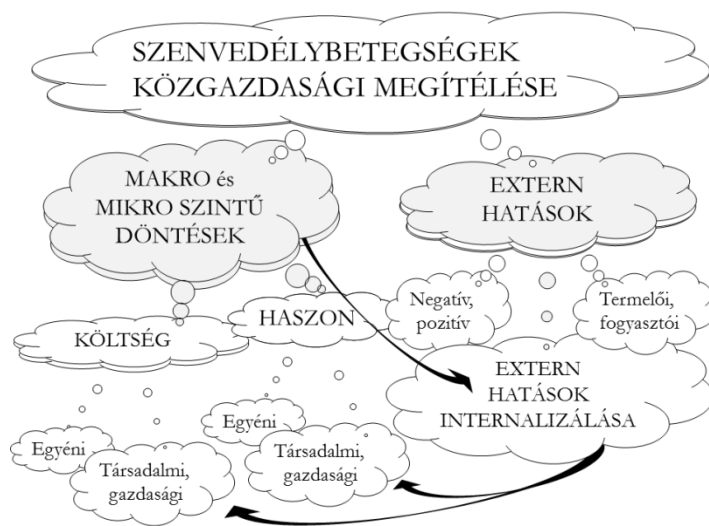 SZENVEDÉLYBETEGSÉGEK
KÖZGAZDASÁGI MEGÍTÉLÉSE
MAKRO és
MIKRO SZINTŰ
DÖNTÉSEK
EXTERN
HATÁSOK
KÖLTSÉG
HASZON
Negatív,
pozitív
Termelői,
fogyasztói
EXTERN
HATÁSOK
INTERNALIZÁLÁSA
Egyéni
Társadalmi,
gazdasági
Egyéni
Társadalmi,
gazdasági